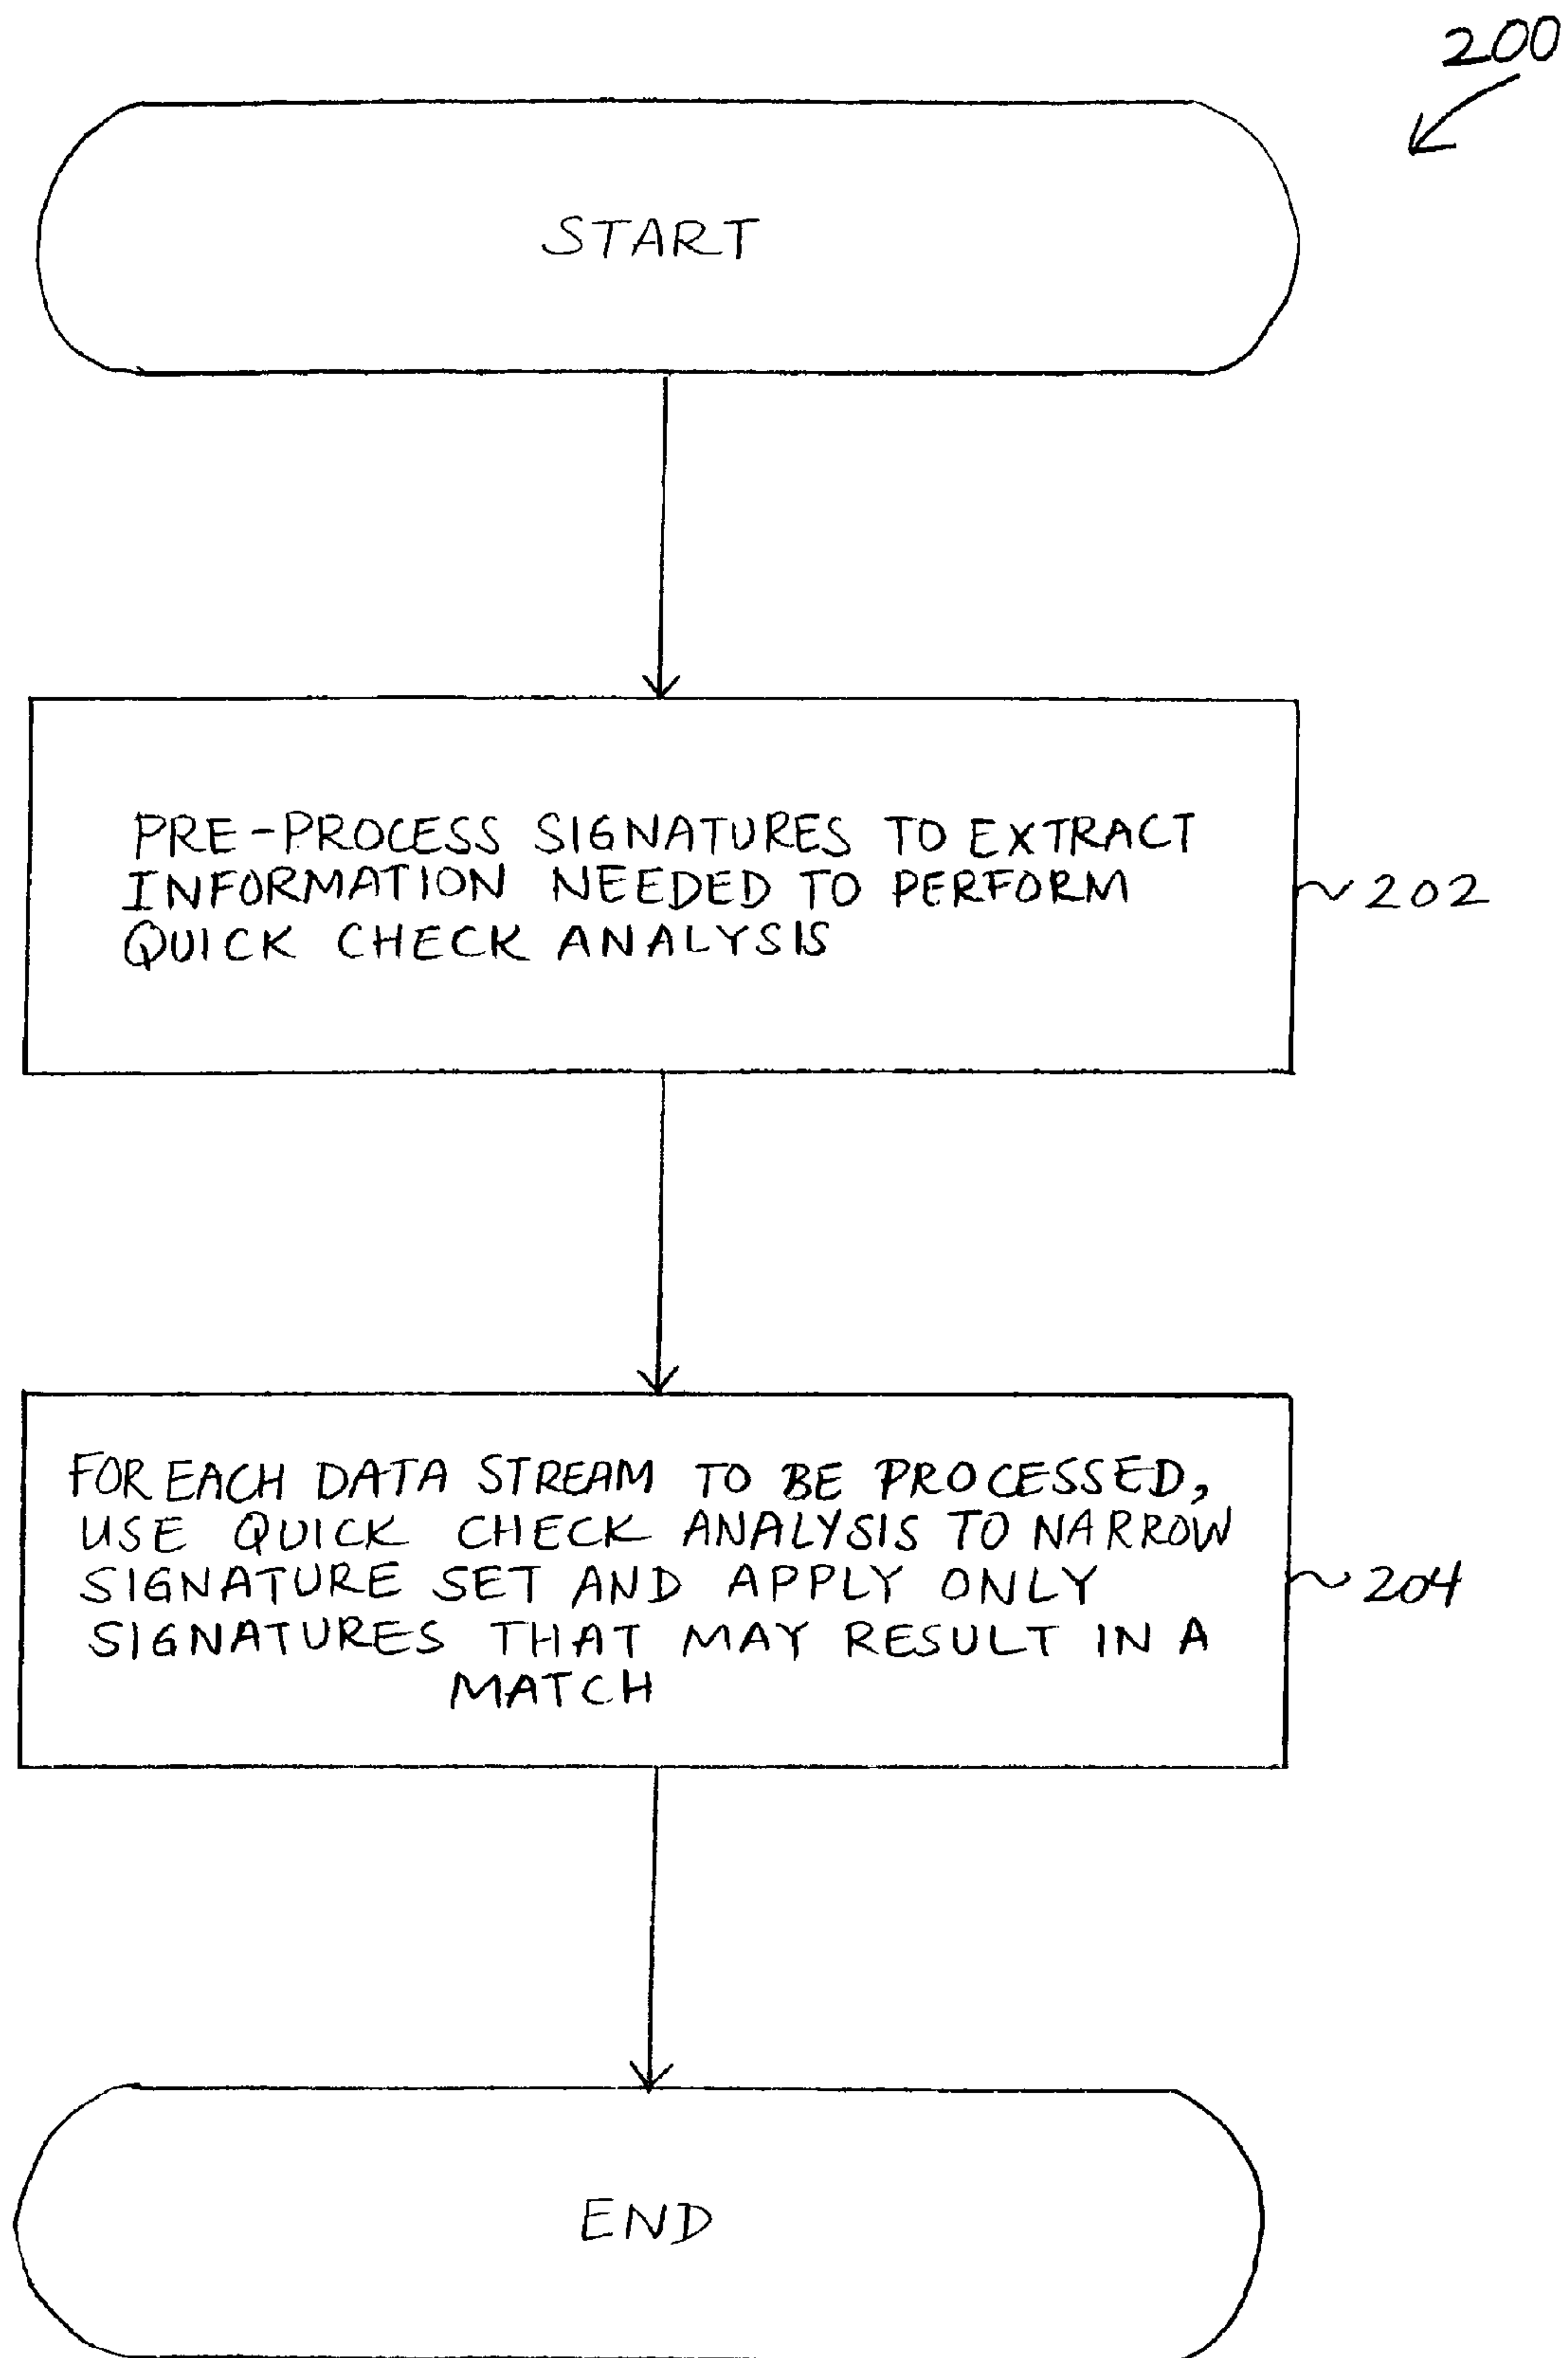 200
START
PRE-PROCESS SIGNATURES TO EXTRACT
INFORMATION NEEDED TO PERFORM
QUICK CHECK ANALYSIS
202
FOR EACH DATA STREAM TO BE PROCESSED,
USE QUICK CHECK ANALYSIS TO NARROW
SIGNATURE SET AND APPLY ONLY
SIGNATURES THAT MAY RESULT IN A
MATCH
204
END